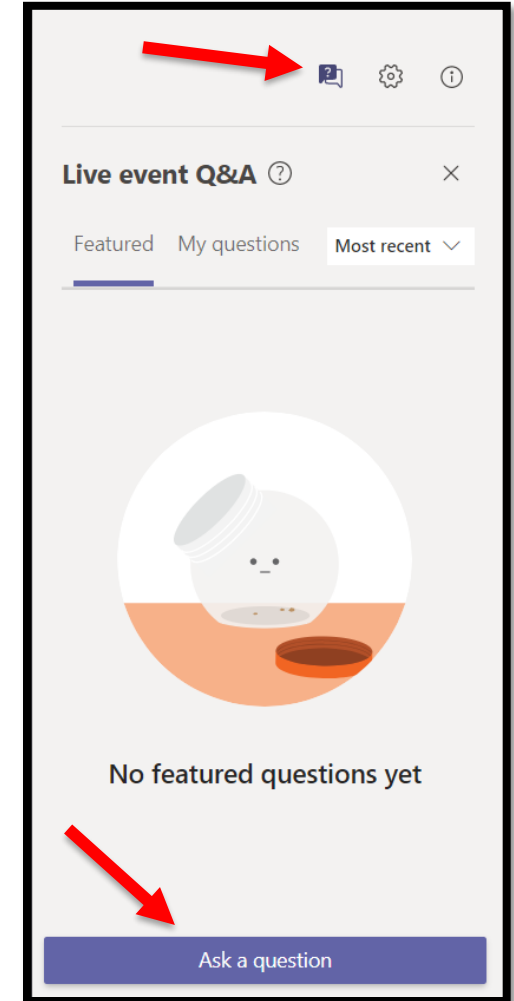 Live event Q&A
Featured My questions Most recent
No featured questions yet
Ask a question